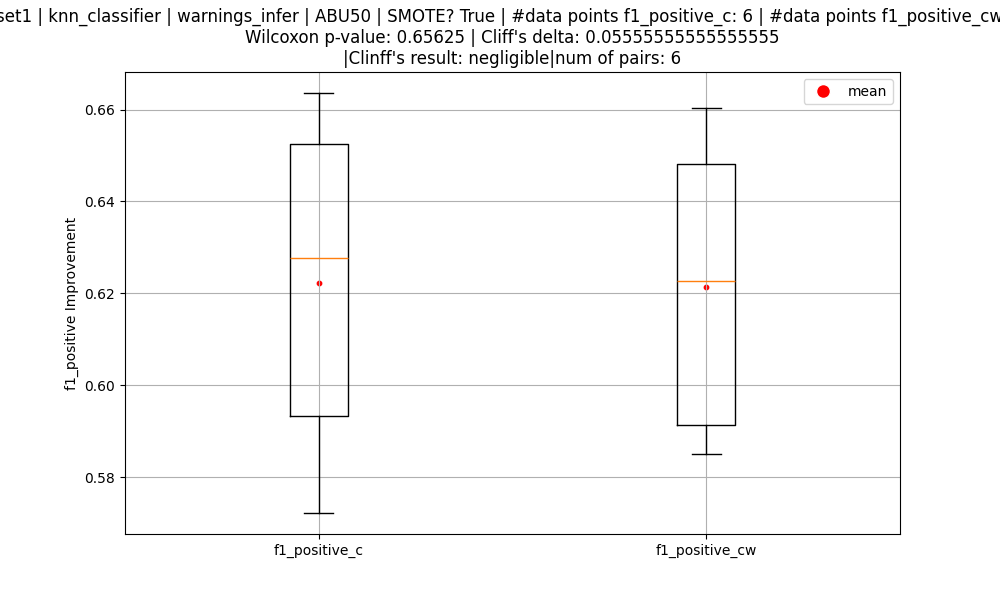 set1 | knn_classifier | warnings_infer | ABU50 | SMOTE? True | #data points f1_positive_c: 6 | #data points f1_positive_cw
Wilcoxon p-value: 0.65625 | Cliff's delta: 0.05555555555555555
|Clinff's result: negligible|num of pairs: 6
mean
0.66
0.64
0.62
0.60
0.58
f1_positive Improvement
f1_positive_c
f1_positive_cw